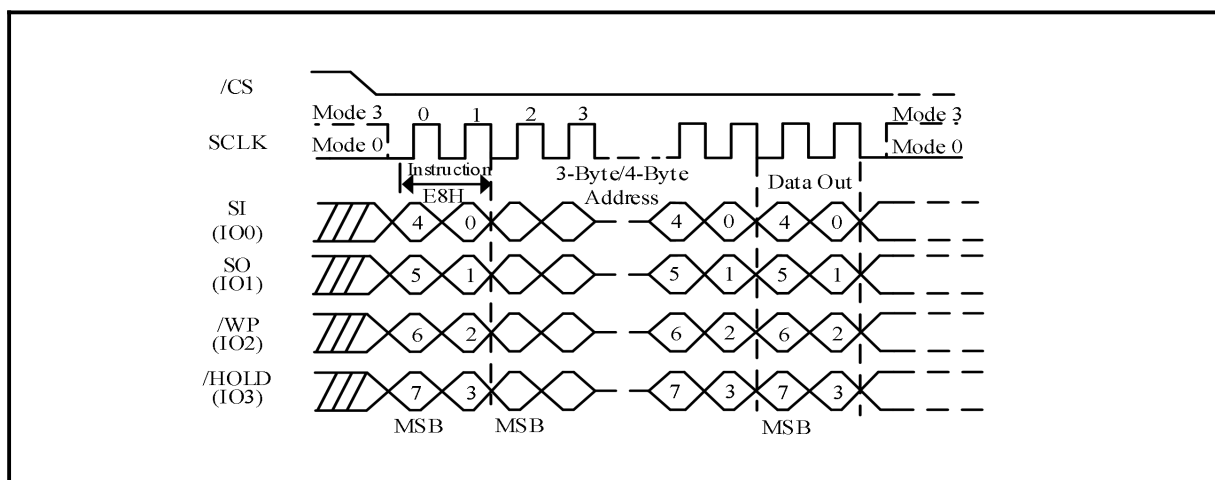 /CS
Mode 3 0 1 2 3 Mode 3
SCLK
Mode 0 Mode 0
Instruction 3-Byte/4-Byte
E8H Address Data Out
SI
(IO0) 4 0 4 0 4 0
SO
(IO1) 5 1 5 1 5 1
/WP
(IO2) 6 2 6 2 6 2
/HOLD
(IO3) 7 3 7 3 7 3
MSB MSB MSB